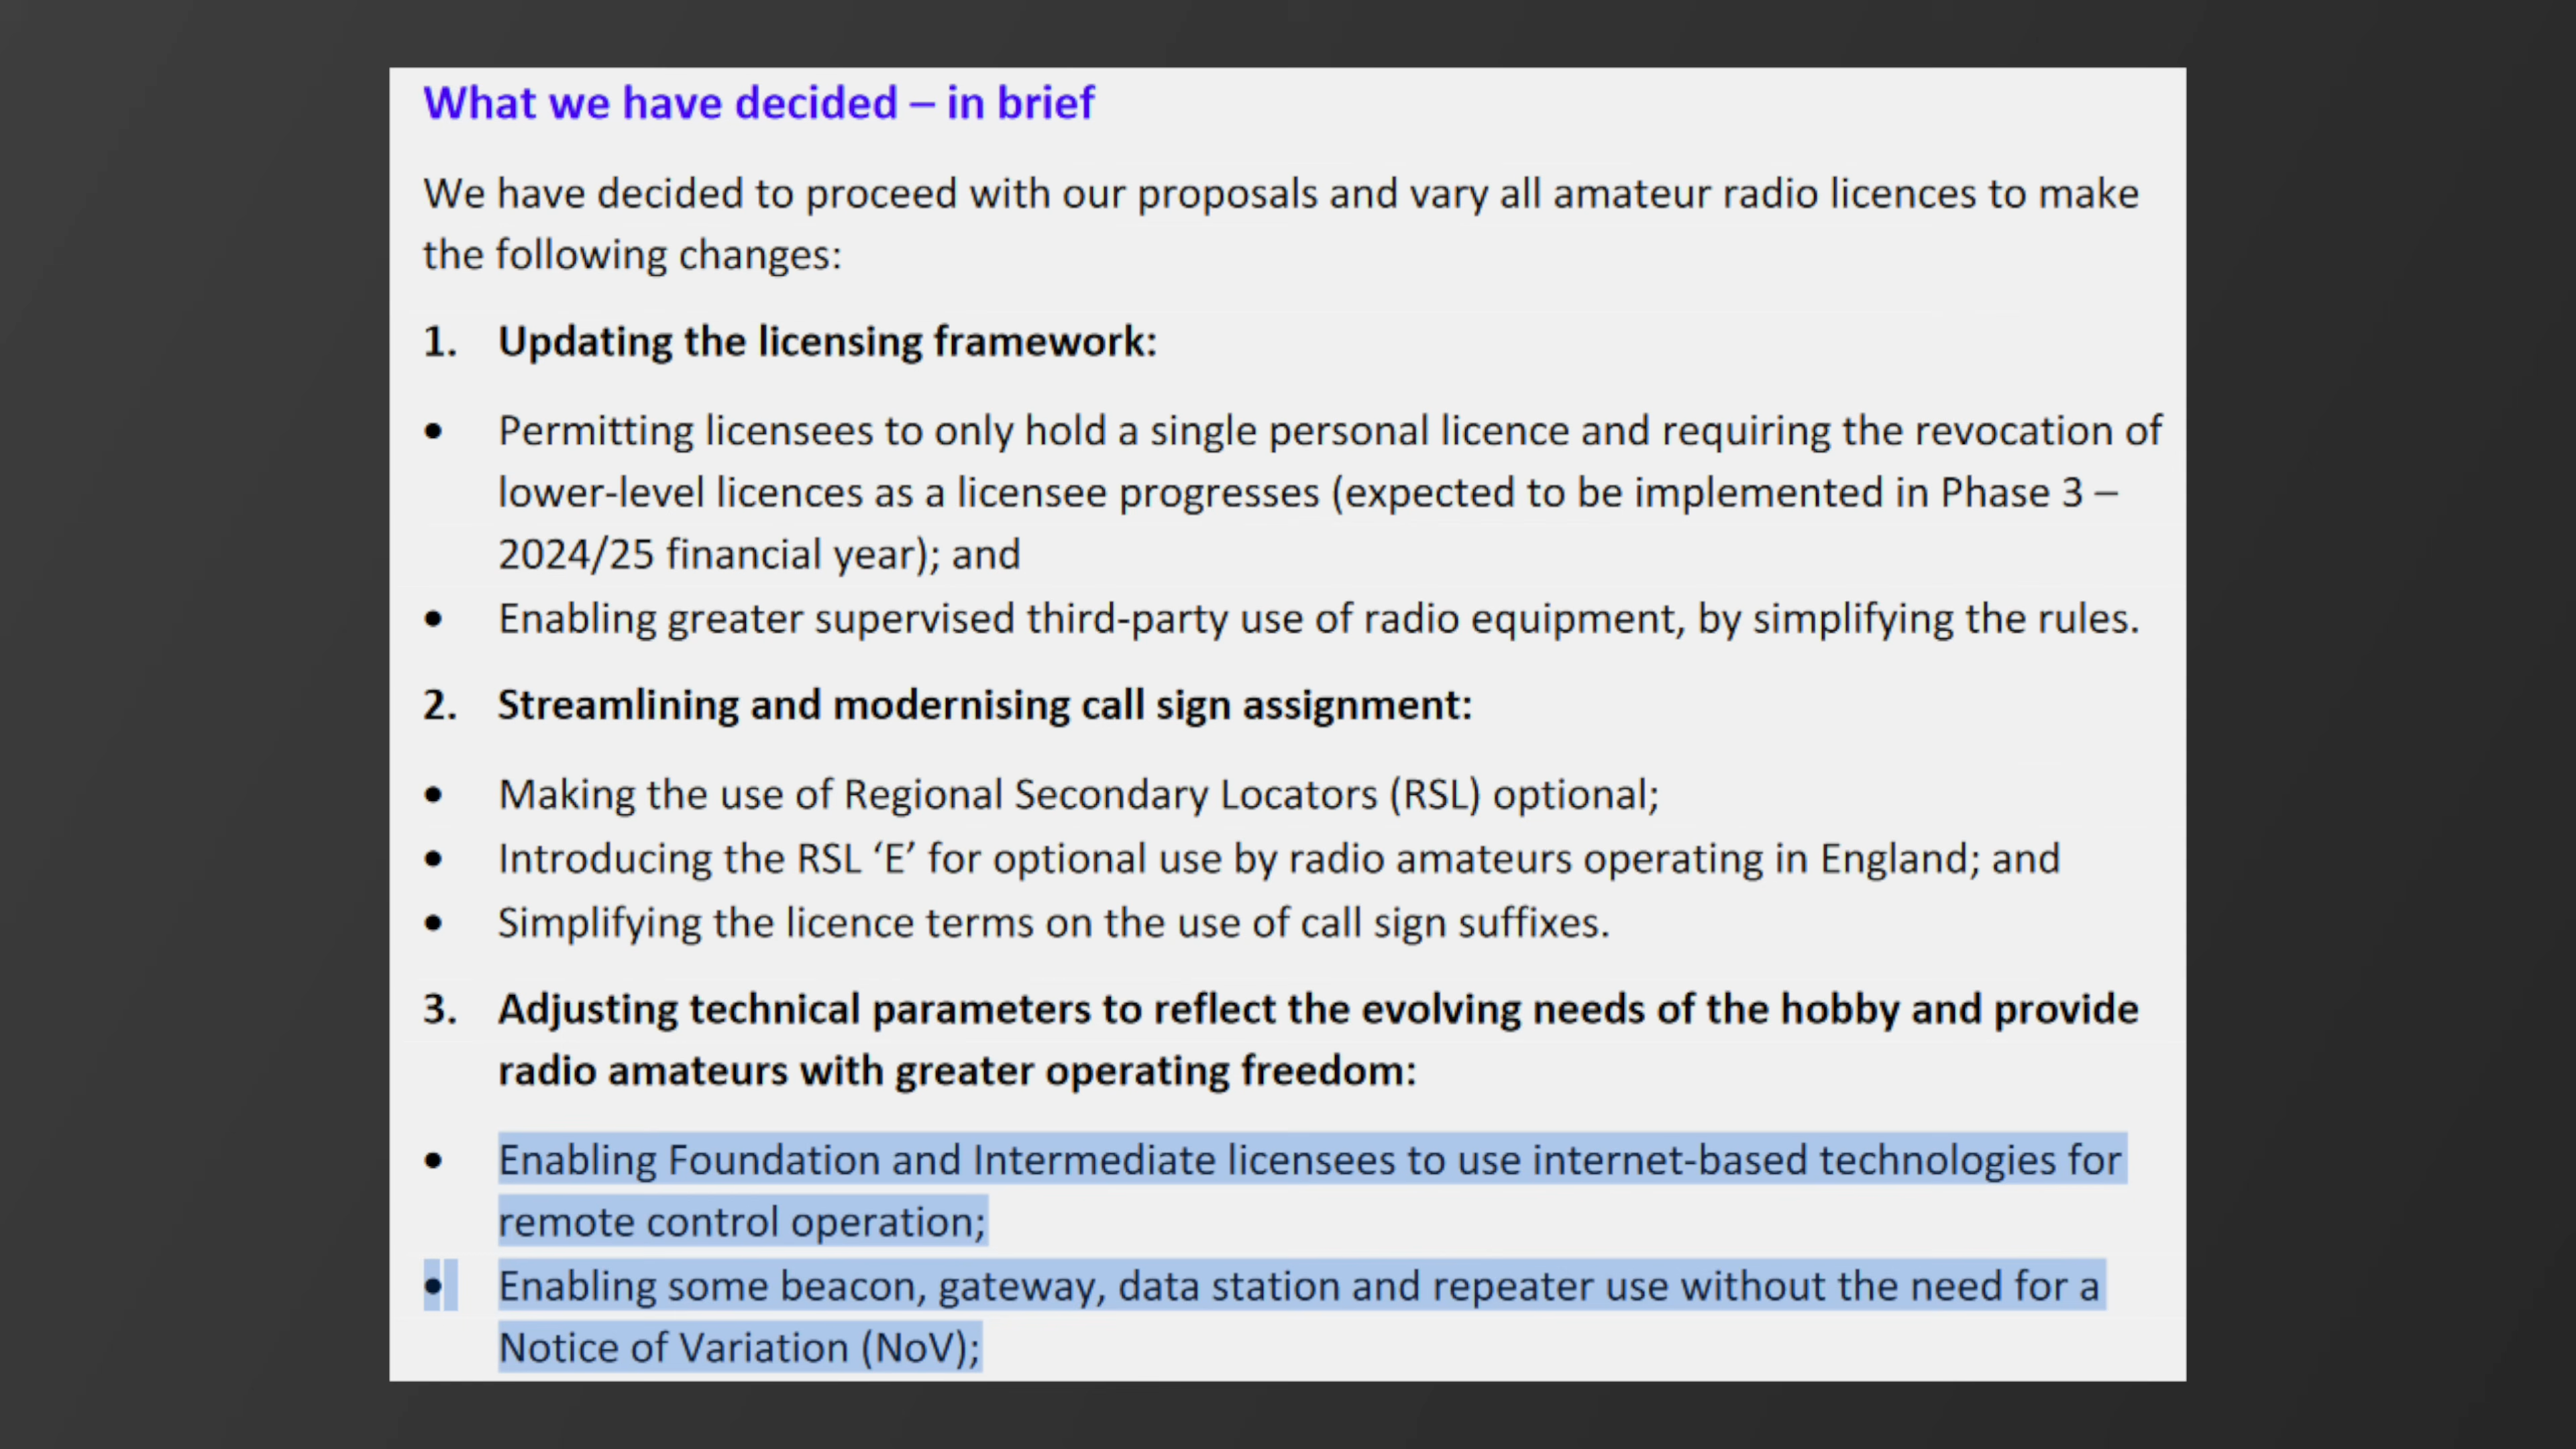 What we have decided – in brief
We have decided to proceed with our proposals and vary all amateur radio licences to make
the following changes:
1. Updating the licensing framework:
• Permitting licensees to only hold a single personal licence and requiring the revocation of
lower-level licences as a licensee progresses (expected to be implemented in Phase 3 –
2024/25 financial year); and
• Enabling greater supervised third-party use of radio equipment, by simplifying the rules.
2. Streamlining and modernising call sign assignment:
• Making the use of Regional Secondary Locators (RSL) optional;
• Introducing the RSL ‘E’ for optional use by radio amateurs operating in England; and
• Simplifying the licence terms on the use of call sign suffixes.
3. Adjusting technical parameters to reflect the evolving needs of the hobby and provide
radio amateurs with greater operating freedom:
• Enabling Foundation and Intermediate licensees to use internet-based technologies for
remote control operation;
• Enabling some beacon, gateway, data station and repeater use without the need for a
Notice of Variation (NoV);